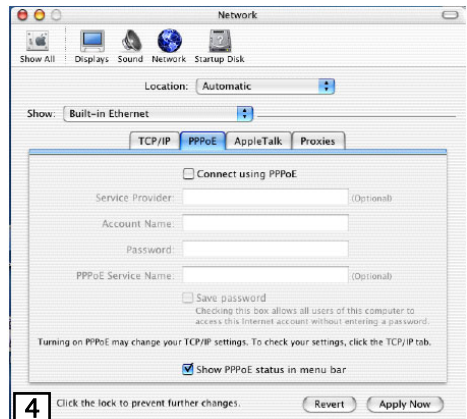 Network
Show All Displays Sound Network Startup Disk
Location: Automatic
Show: Built-in Ethernet
TCP/IP PPPoE AppleTalk Proxies
Connect using PPPoE
Service Provider: (Optional)
Account Name:
Password:
PPPoE Service Name: (Optional)
Save password
Checking this box allows all users of this computer to
access this Internet account without entering a password.
Turning on PPPoE may change your TCP/IP settings. To check your settings, click the TCP/IP tab.
Show PPPoE status in menu bar
4 Click the lock to prevent further changes. Revert Apply Now